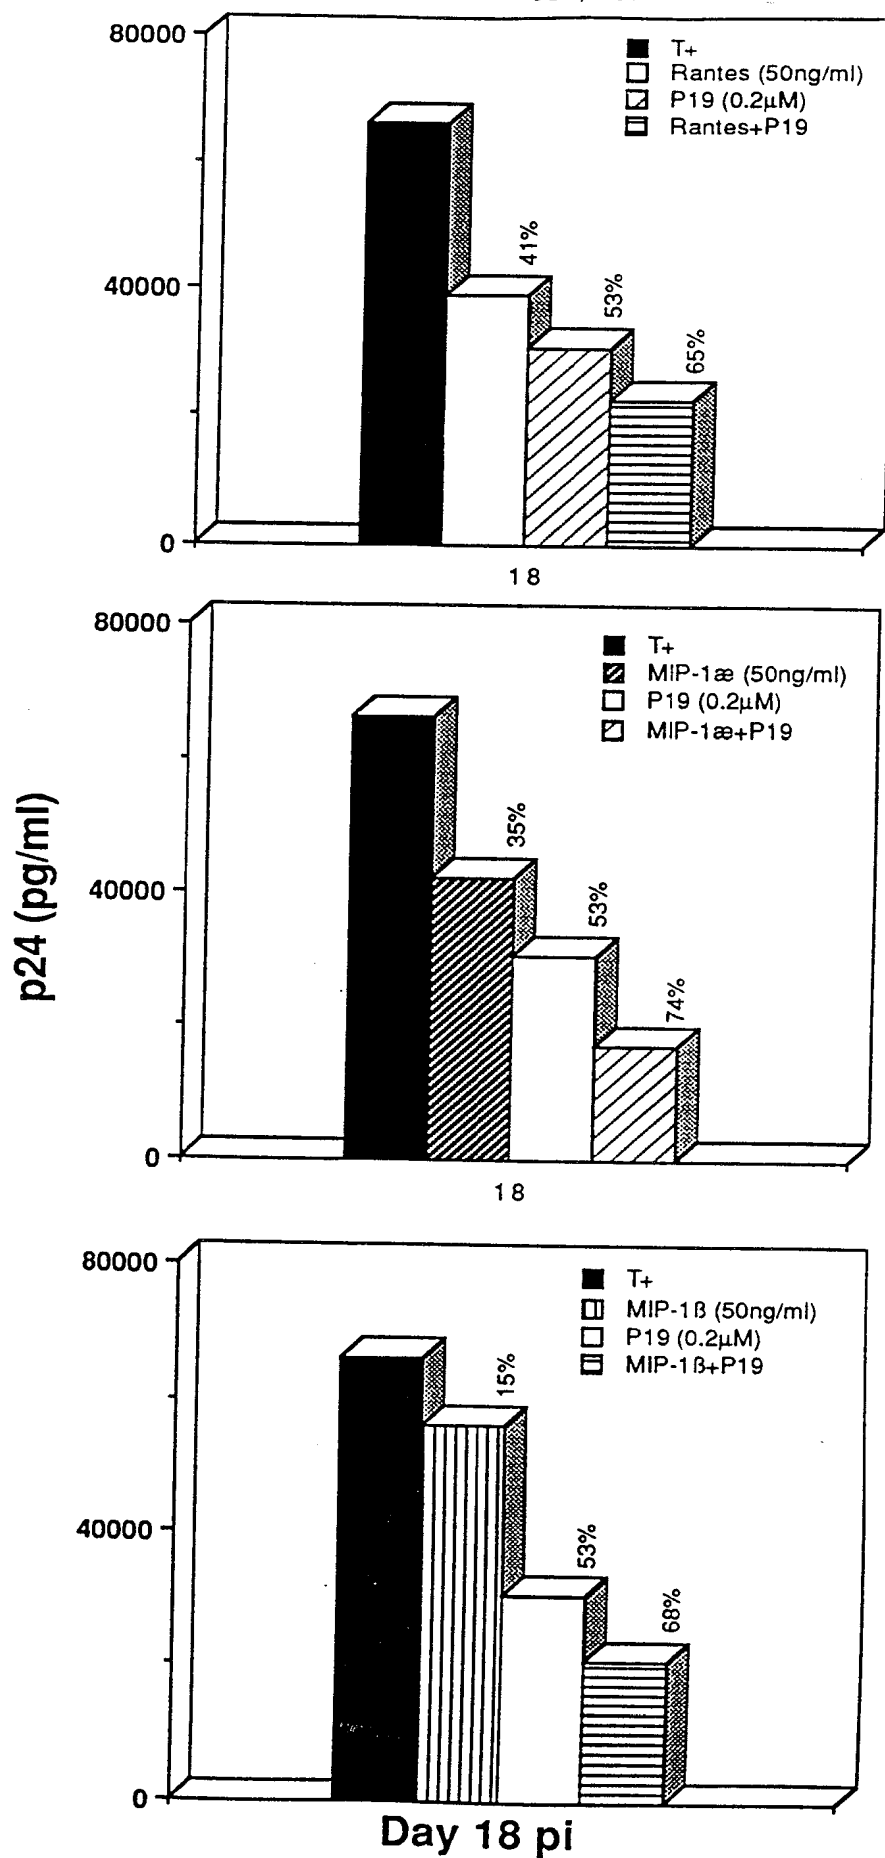 80000
T+
Rantes (50ng/ml)
P19 (0.2µM)
Rantes+P19
41%
40000
53%
65%
0
18
80000
T+
MIP-1æ (50ng/ml)
P19 (0.2µM)
MIP-1æ+P19
35%
p24 (pg/ml)
40000
53%
74%
0
18
80000
T+
MIP-1ß (50ng/ml)
P19 (0.2µM)
MIP-1ß+P19
15%
40000
53%
68%
0
Day 18 pi